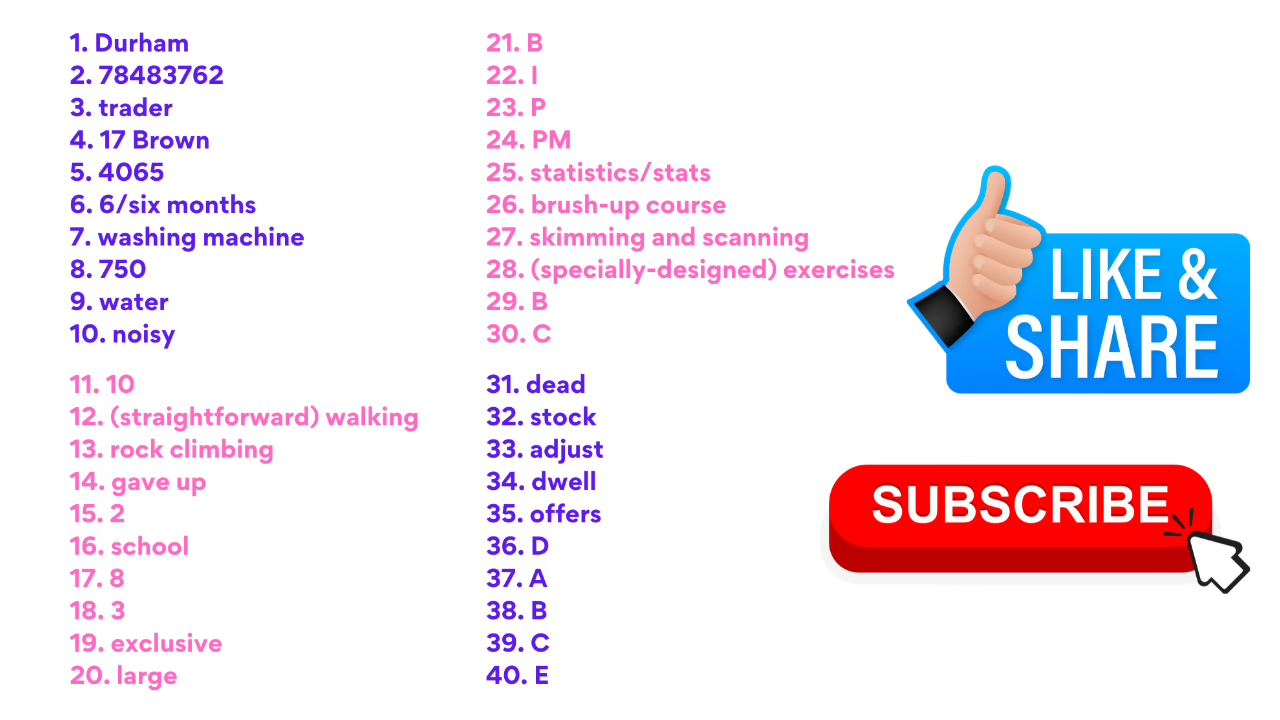 1. Durham
2. 78483762
3. trader
4. 17 Brown
5. 4065
6. 6/six months
7. washing machine
8. 750
9. water
10. noisy
11. 10
12. (straightforward) walking
13. rock climbing
14. gave up
15. 2
16. school
17. 8
18. 3
19. exclusive
20. large
21. B
22. I
23. P
24. PM
25. statistics/stats
26. brush-up course
27. skimming and scanning
28. (specially-designed) exercises
29. B
30. C
31. dead
32. stock
33. adjust
34. dwell
35. offers
36. D
37. A
38. B
39. C
40. E
LIKE &
SHARE
SUBSCRIBE